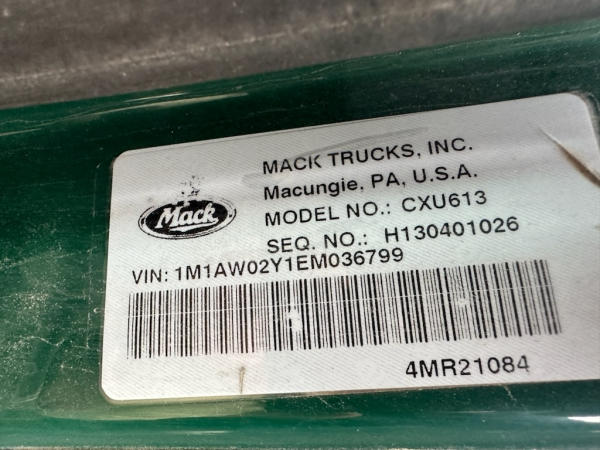 MACK TRUCKS, INC.
Macungie, PA, U.S.A.
Mack
MODEL NO.: CXU613
SEQ. NO.: H130401026
VIN: 1M1AW02Y1EM036799
4MR21084